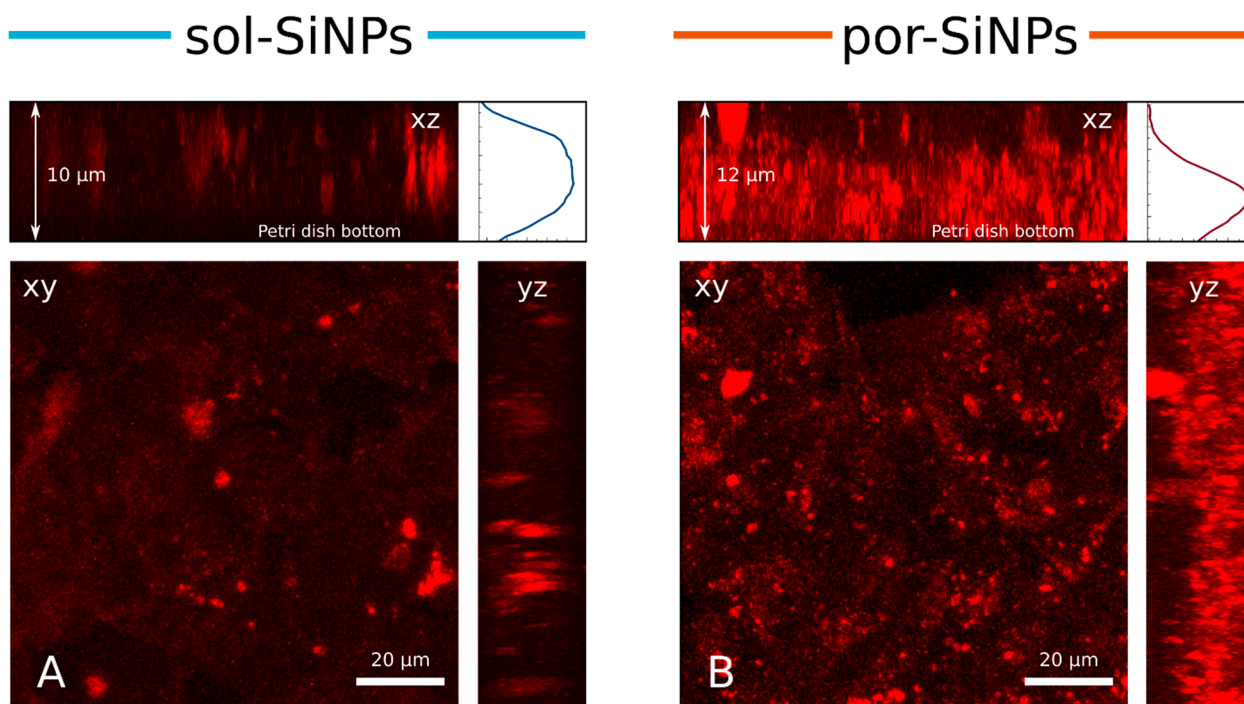 sol-SiNPs
por-SiNPs
xz
10 μm
Petri dish bottom
xz
12 μm
Petri dish bottom
xy
yz
A
20 μm
xy
yz
B
20 μm